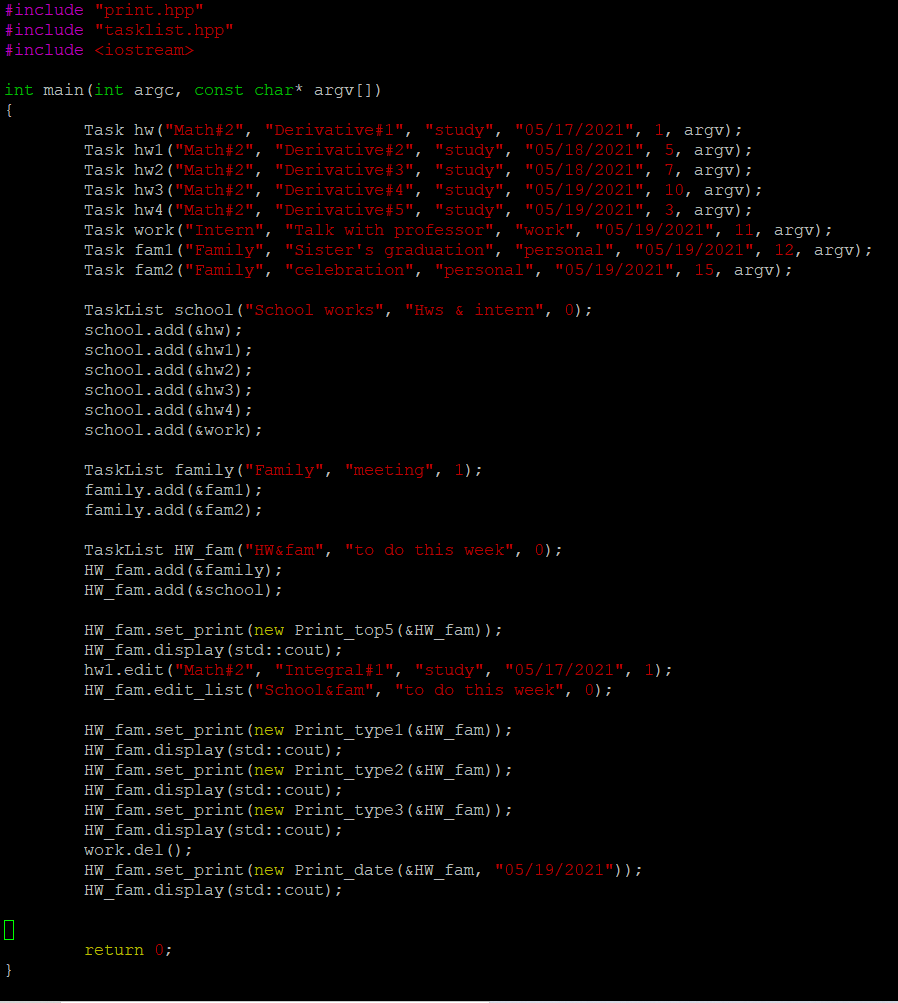 #include "print.hpp"
#include "tasklist.hpp"
#include <iostream>

int main(int argc, const char* argv[])
{
        Task hw("Math#2", "Derivative#1", "study", "05/17/2021", 1, argv);
        Task hw1("Math#2", "Derivative#2", "study", "05/18/2021", 5, argv);
        Task hw2("Math#2", "Derivative#3", "study", "05/18/2021", 7, argv);
        Task hw3("Math#2", "Derivative#4", "study", "05/19/2021", 10, argv);
        Task hw4("Math#2", "Derivative#5", "study", "05/19/2021", 3, argv);
        Task work("Intern", "Talk with professor", "work", "05/19/2021", 11, argv);
        Task fam1("Family", "Sister's graduation", "personal", "05/19/2021", 12, argv);
        Task fam2("Family", "celebration", "personal", "05/19/2021", 15, argv);

        TaskList school("School works", "Hws & intern", 0);
        school.add(&hw);
        school.add(&hw1);
        school.add(&hw2);
        school.add(&hw3);
        school.add(&hw4);
        school.add(&work);

        TaskList family("Family", "meeting", 1);
        family.add(&fam1);
        family.add(&fam2);

        TaskList HW_fam("HW&fam", "to do this week", 0);
        HW_fam.add(&family);
        HW_fam.add(&school);

        HW_fam.set_print(new Print_top5(&HW_fam));
        HW_fam.display(std::cout);
        hw1.edit("Math#2", "Integral#1", "study", "05/17/2021", 1);
        HW_fam.edit_list("School&fam", "to do this week", 0);

        HW_fam.set_print(new Print_type1(&HW_fam));
        HW_fam.display(std::cout);
        HW_fam.set_print(new Print_type2(&HW_fam));
        HW_fam.display(std::cout);
        HW_fam.set_print(new Print_type3(&HW_fam));
        HW_fam.display(std::cout);
        work.del();
        HW_fam.set_print(new Print_date(&HW_fam, "05/19/2021"));
        HW_fam.display(std::cout);


        return 0;
}